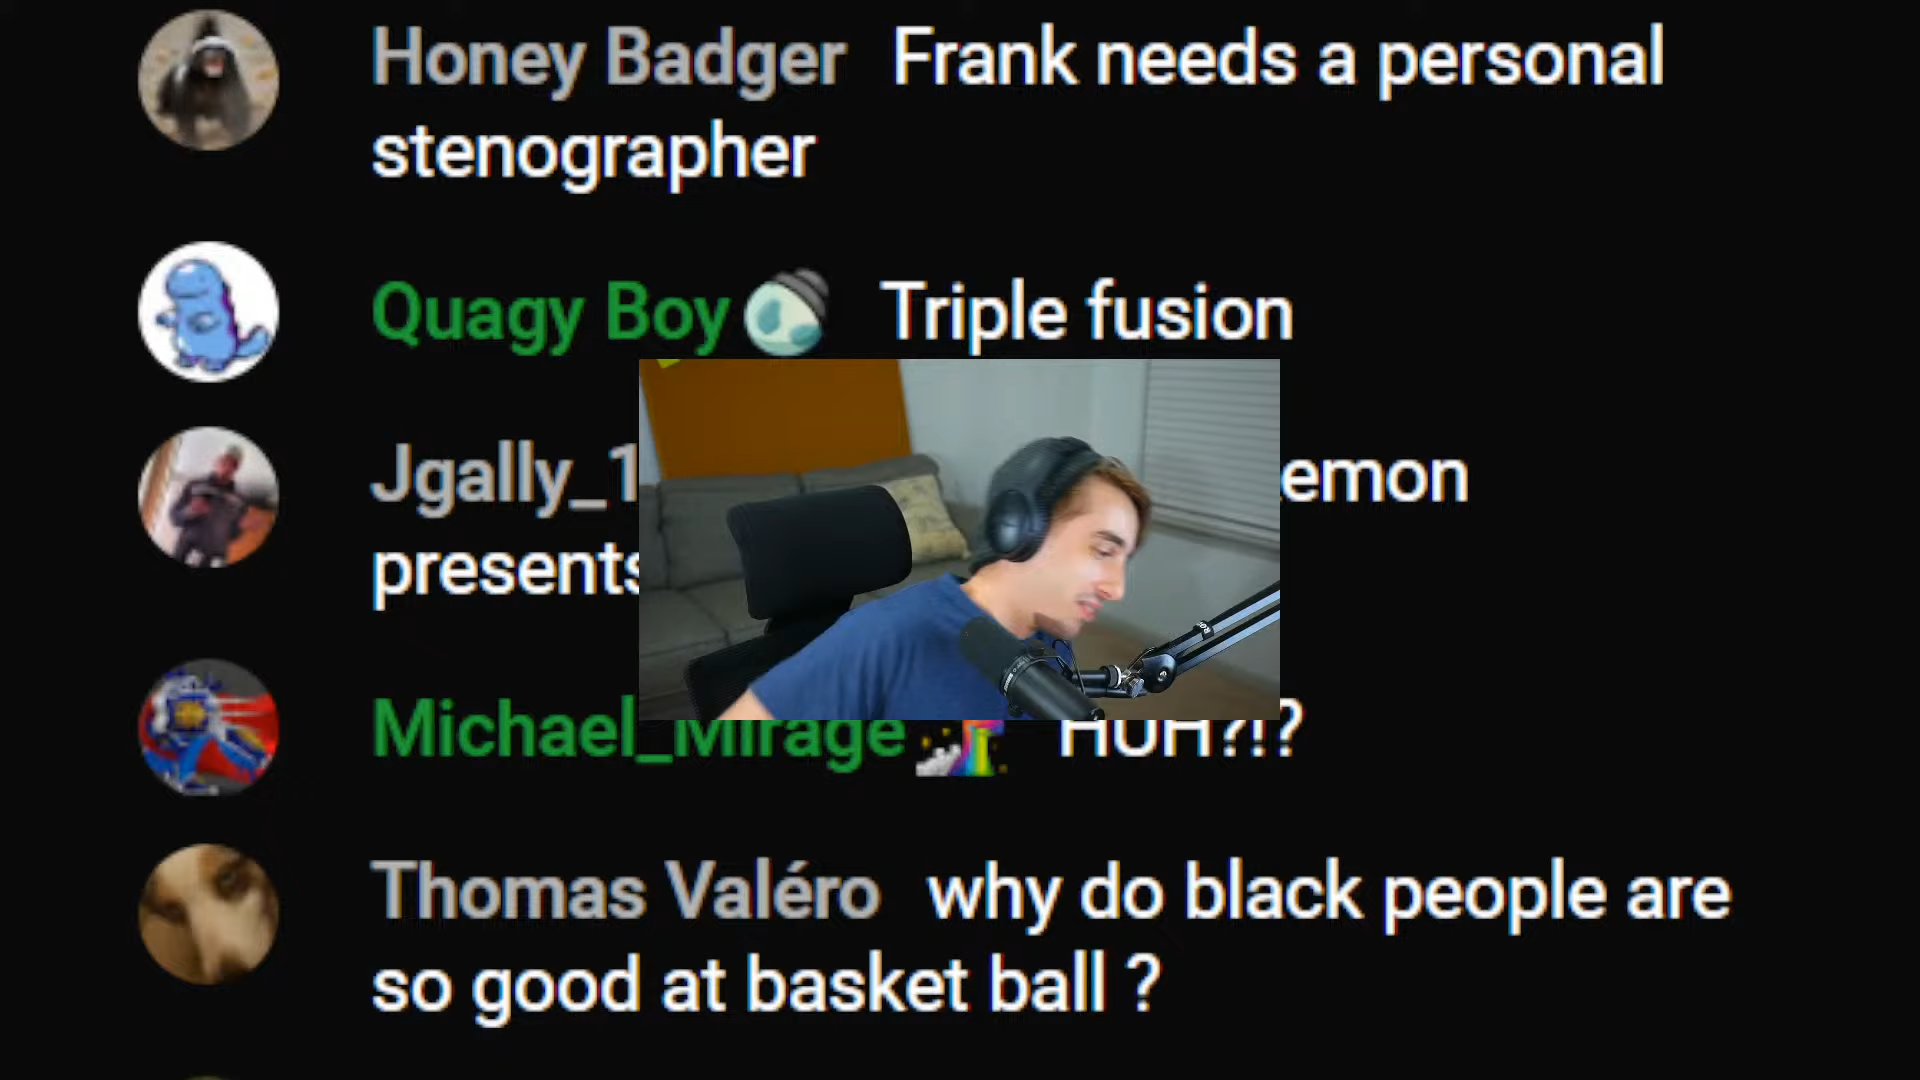 Honey Badger Frank needs a personal
stenographer
Quagy Boy Triple fusion
Jgally_1 emon
presents
Michael_Mirage HUH?!?
Thomas Valéro why do black people are
so good at basket ball ?